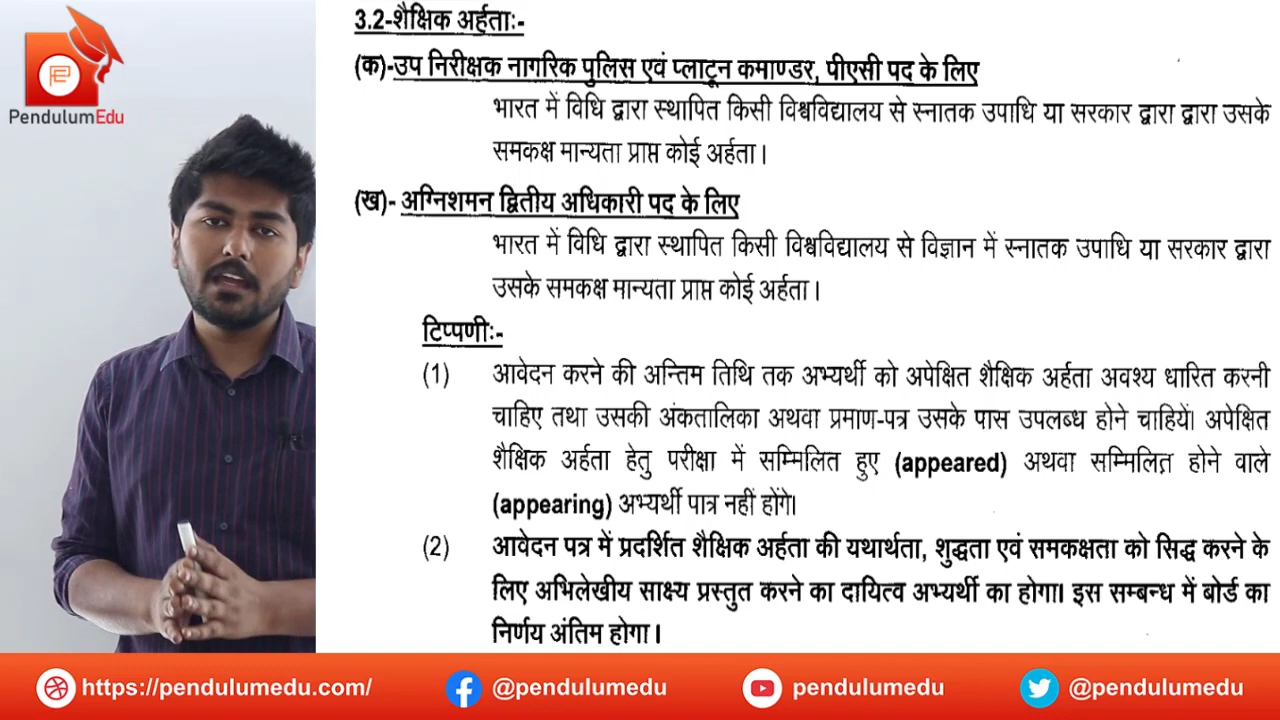 PendulumEdu
3.2-शैक्षिक अर्हताः-
(क)-उप निरीक्षक नागरिक पुलिस एवं प्लाटून कमाण्डर, पीएसी पद के लिए
भारत में विधि द्वारा स्थापित किसी विश्वविद्यालय से स्नातक उपाधि या सरकार द्वारा द्वारा उसके
समकक्ष मान्यता प्राप्त कोई अर्हता।
(ख)- अग्निशमन द्वितीय अधिकारी पद के लिए
भारत में विधि द्वारा स्थापित किसी विश्वविद्यालय से विज्ञान में स्नातक उपाधि या सरकार द्वारा
उसके समकक्ष मान्यता प्राप्त कोई अर्हता।
टिप्पणीः-
(1) आवेदन करने की अन्तिम तिथि तक अभ्यर्थी को अपेक्षित शैक्षिक अर्हता अवश्य धारित करनी
चाहिए तथा उसकी अंकतालिका अथवा प्रमाण-पत्र उसके पास उपलब्ध होने चाहियें। अपेक्षित
शैक्षिक अर्हता हेतु परीक्षा में सम्मिलित हुए (appeared) अथवा सम्मिलित होने वाले
(appearing) अभ्यर्थी पात्र नहीं होंगे।
(2) आवेदन पत्र में प्रदर्शित शैक्षिक अर्हता की यथार्थता, शुद्धता एवं समकक्षता को सिद्ध करने के
लिए अभिलेखीय साक्ष्य प्रस्तुत करने का दायित्व अभ्यर्थी का होगा। इस सम्बन्ध में बोर्ड का
निर्णय अंतिम होगा।
https://pendulumedu.com/ @pendulumedu pendulumedu @pendulumedu